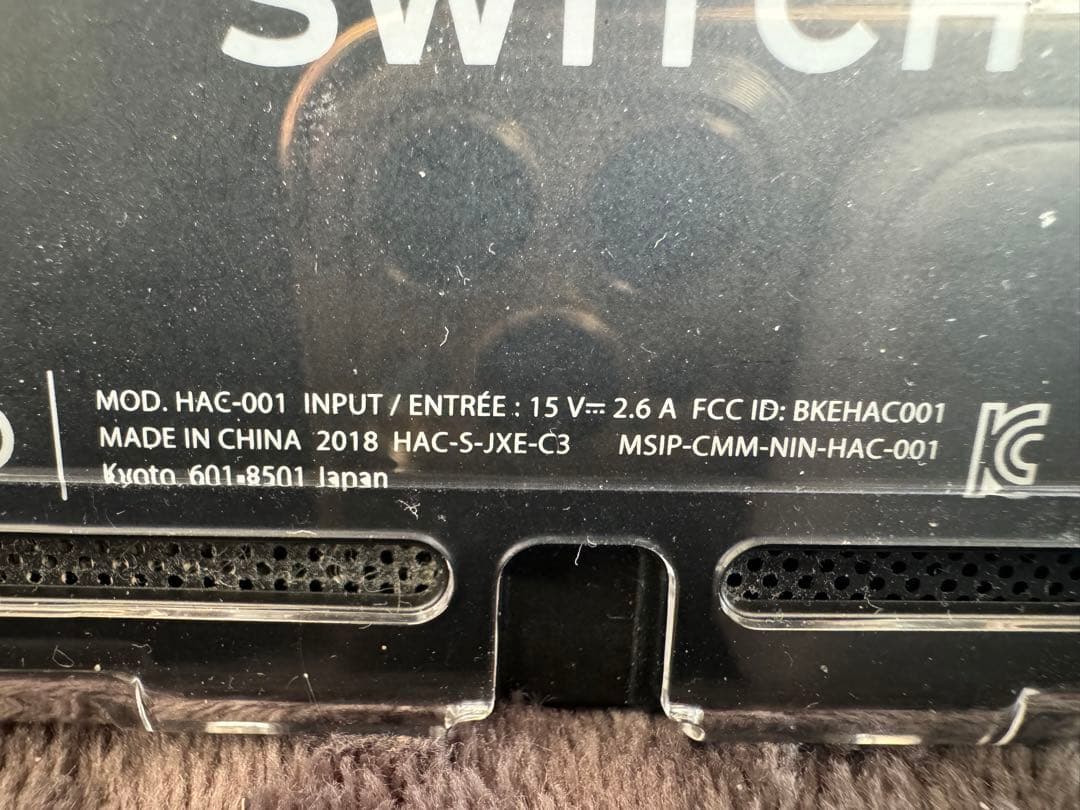 SWITCH
MOD. HAC-001 INPUT / ENTRÉE : 15 V⎓ 2.6 A FCC ID: BKEHAC001
MADE IN CHINA 2018 HAC-S-JXE-C3 MSIP-CMM-NIN-HAC-001
Kyoto 601-8501 Japan